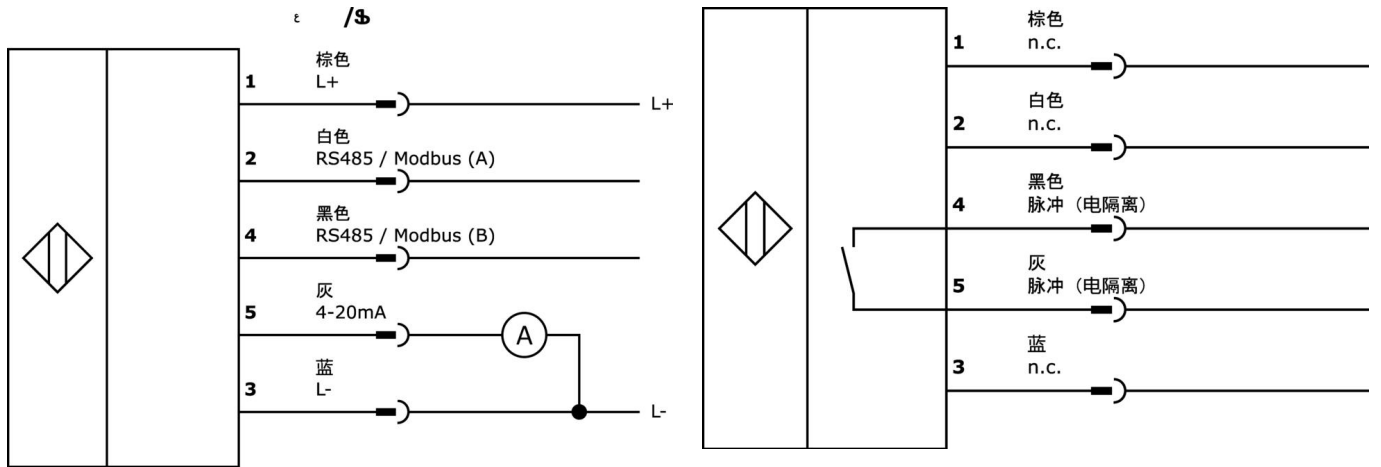 棕色
1 L+ L+
白色
2 RS485 / Modbus (A)
黑色
4 RS485 / Modbus (B)
灰
5 4-20mA
A
蓝
3 L- L-
棕色
1 n.c.
白色
2 n.c.
黑色
4 脉冲（电隔离）
灰
5 脉冲（电隔离）
蓝
3 n.c.